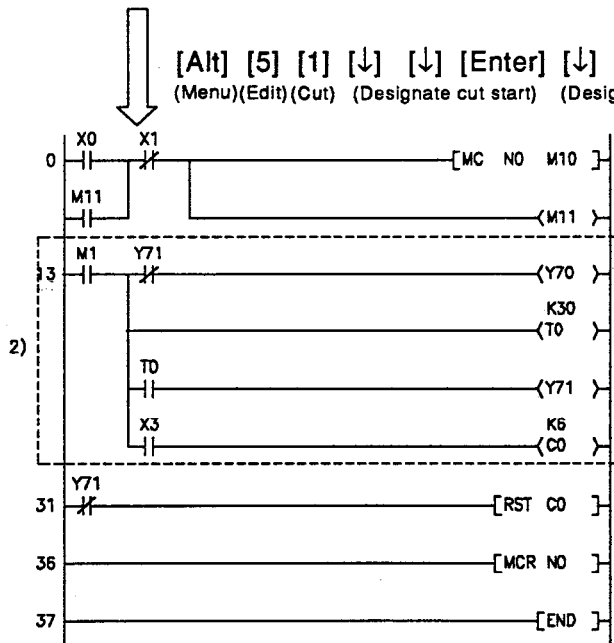 [Alt] [5] [1] [↓] [↓] [Enter] [↓]
(Menu)(Edit)(Cut) (Designate cut start)
X0 X1
0 [MC N0 M10 ]
M11
(M11 )
M1 Y71
13 (Y70 )
K30
(T0 )
2)
T0
(Y71 )
X3 K6
(C0 )
Y71
31 [RST C0 ]
36 [MCR N0 ]
37 [END ]